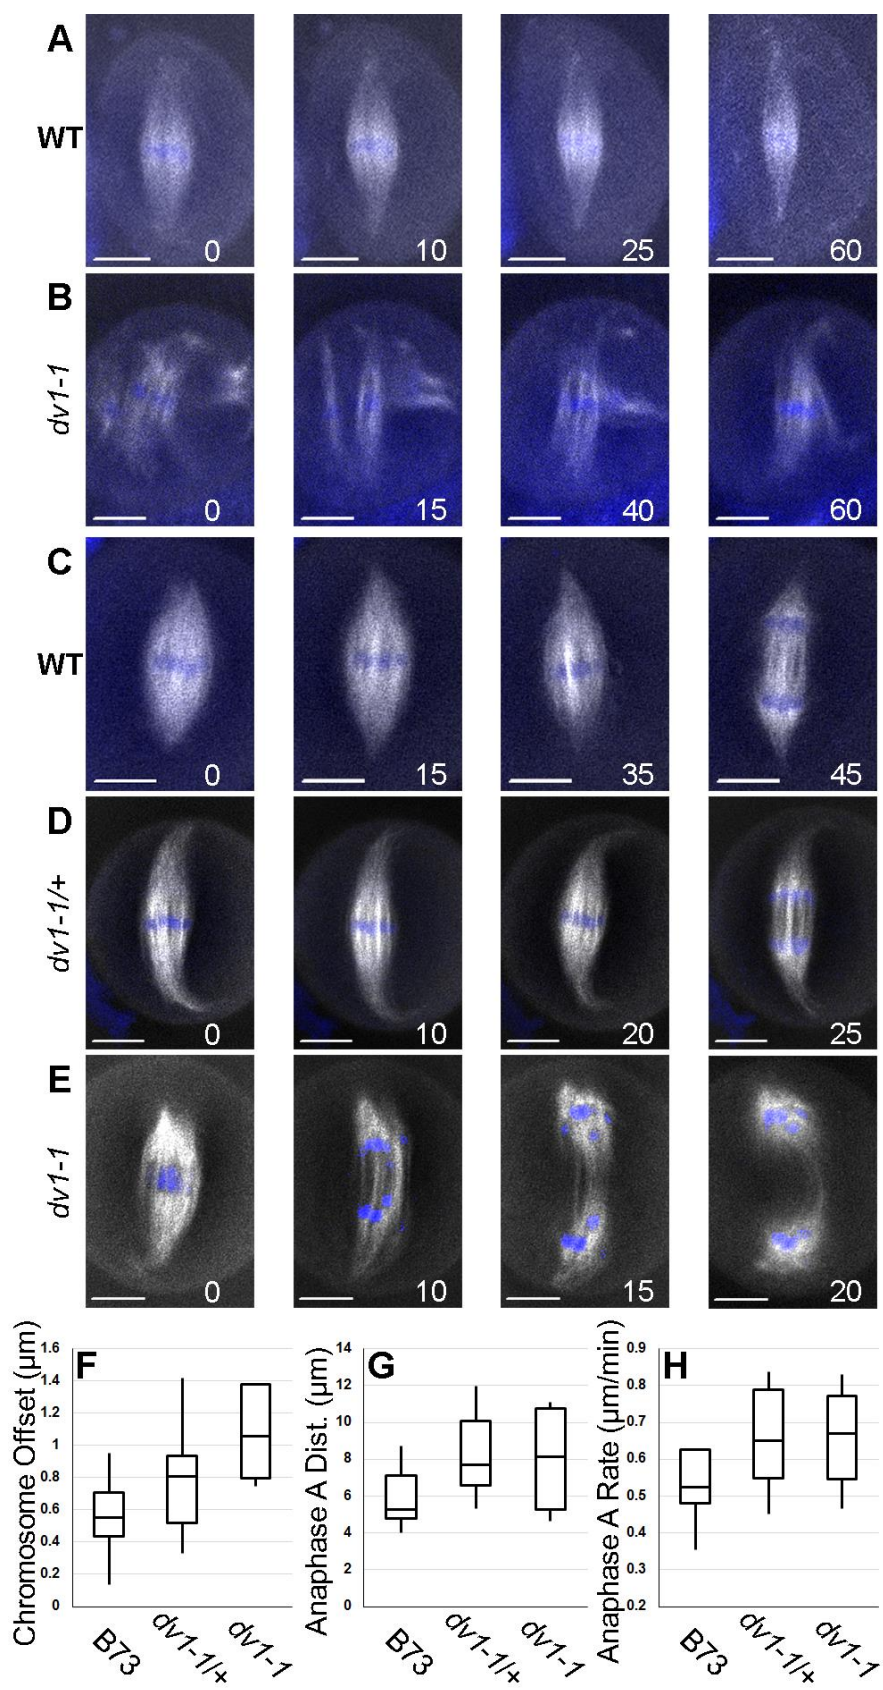 A
WT
0
10
25
60
B
dv1-1
0
15
40
60
C
WT
0
15
35
45
D
dv1-1/+
0
10
20
25
E
dv1-1
0
10
15
20
F
Chromosome Offset (µm)
1.6
1.4
1.2
1
0.8
0.6
0.4
0.2
0
B73
dv1-1/+
dv1-1
G
Anaphase A Dist. (µm)
14
12
10
8
6
4
2
0
B73
dv1-1/+
dv1-1
H
Anaphase A Rate (µm/min)
0.9
0.8
0.7
0.6
0.5
0.4
0.3
0.2
B73
dv1-1/+
dv1-1